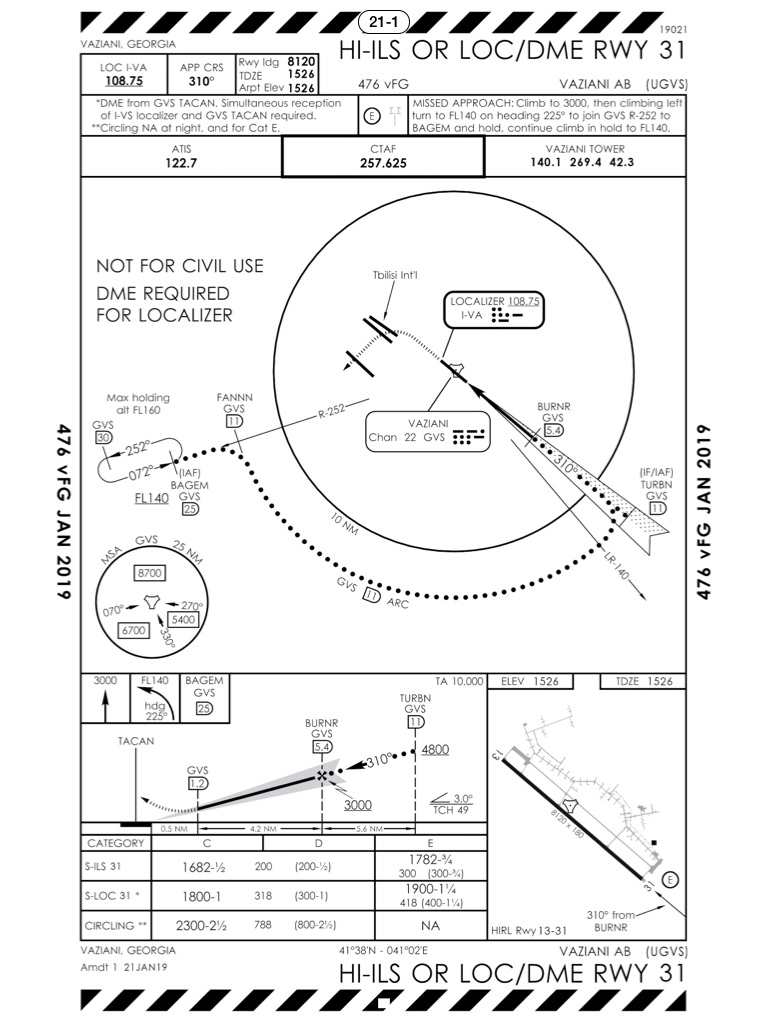 21-1
19021
VAZIANI, GEORGIA
HI-ILS OR LOC/DME RWY 31
LOC I-VA
108.75
APP CRS
310°
Rwy ldg 8120
TDZE 1526
Arpt Elev 1526
476 vFG
VAZIANI AB (UGVS)
*DME from GVS TACAN. Simultaneous reception
of I-VS localizer and GVS TACAN required.
**Circling NA at night, and for Cat E.
E
MISSED APPROACH: Climb to 3000, then climbing left
turn to FL140 on heading 225° to join GVS R-252 to
BAGEM and hold, continue climb in hold to FL140.
ATIS
122.7
CTAF
257.625
VAZIANI TOWER
140.1 269.4 42.3
NOT FOR CIVIL USE
DME REQUIRED
FOR LOCALIZER
Tbilisi Int'l
LOCALIZER 108.75
I-VA
Max holding
alt FL160
GVS
30
FANNN
GVS
11
R-252
VAZIANI
Chan 22 GVS
BURNR
GVS
5.4
252°
072°
(IAF)
BAGEM
GVS
25
FL140
310°
(IF/IAF)
TURBN
GVS
11
10 NM
LR-140
GVS 11 ARC
MSA GVS 25 NM
8700
070°
270°
5400
6700
330°
476 vFG JAN 2019
476 vFG JAN 2019
3000
FL140
hdg
225°
BAGEM
GVS
25
TA 10,000
TURBN
GVS
11
BURNR
GVS
5.4
TACAN
GVS
1.2
310°
4800
3000
3.0°
TCH 49
0.5 NM
4.2 NM
5.6 NM
CATEGORY C D E
S-ILS 31 1682-½ 200 (200-½) 1782-¾
300 (300-¾)
S-LOC 31 * 1800-1 318 (300-1) 1900-1¼
418 (400-1¼)
CIRCLING ** 2300-2½ 788 (800-2½) NA
ELEV 1526
TDZE 1526
13
8120 x 180
31
E
310° from
BURNR
HIRL Rwy 13-31
VAZIANI, GEORGIA
41°38'N - 041°02'E
VAZIANI AB (UGVS)
Amdt 1 21JAN19
HI-ILS OR LOC/DME RWY 31